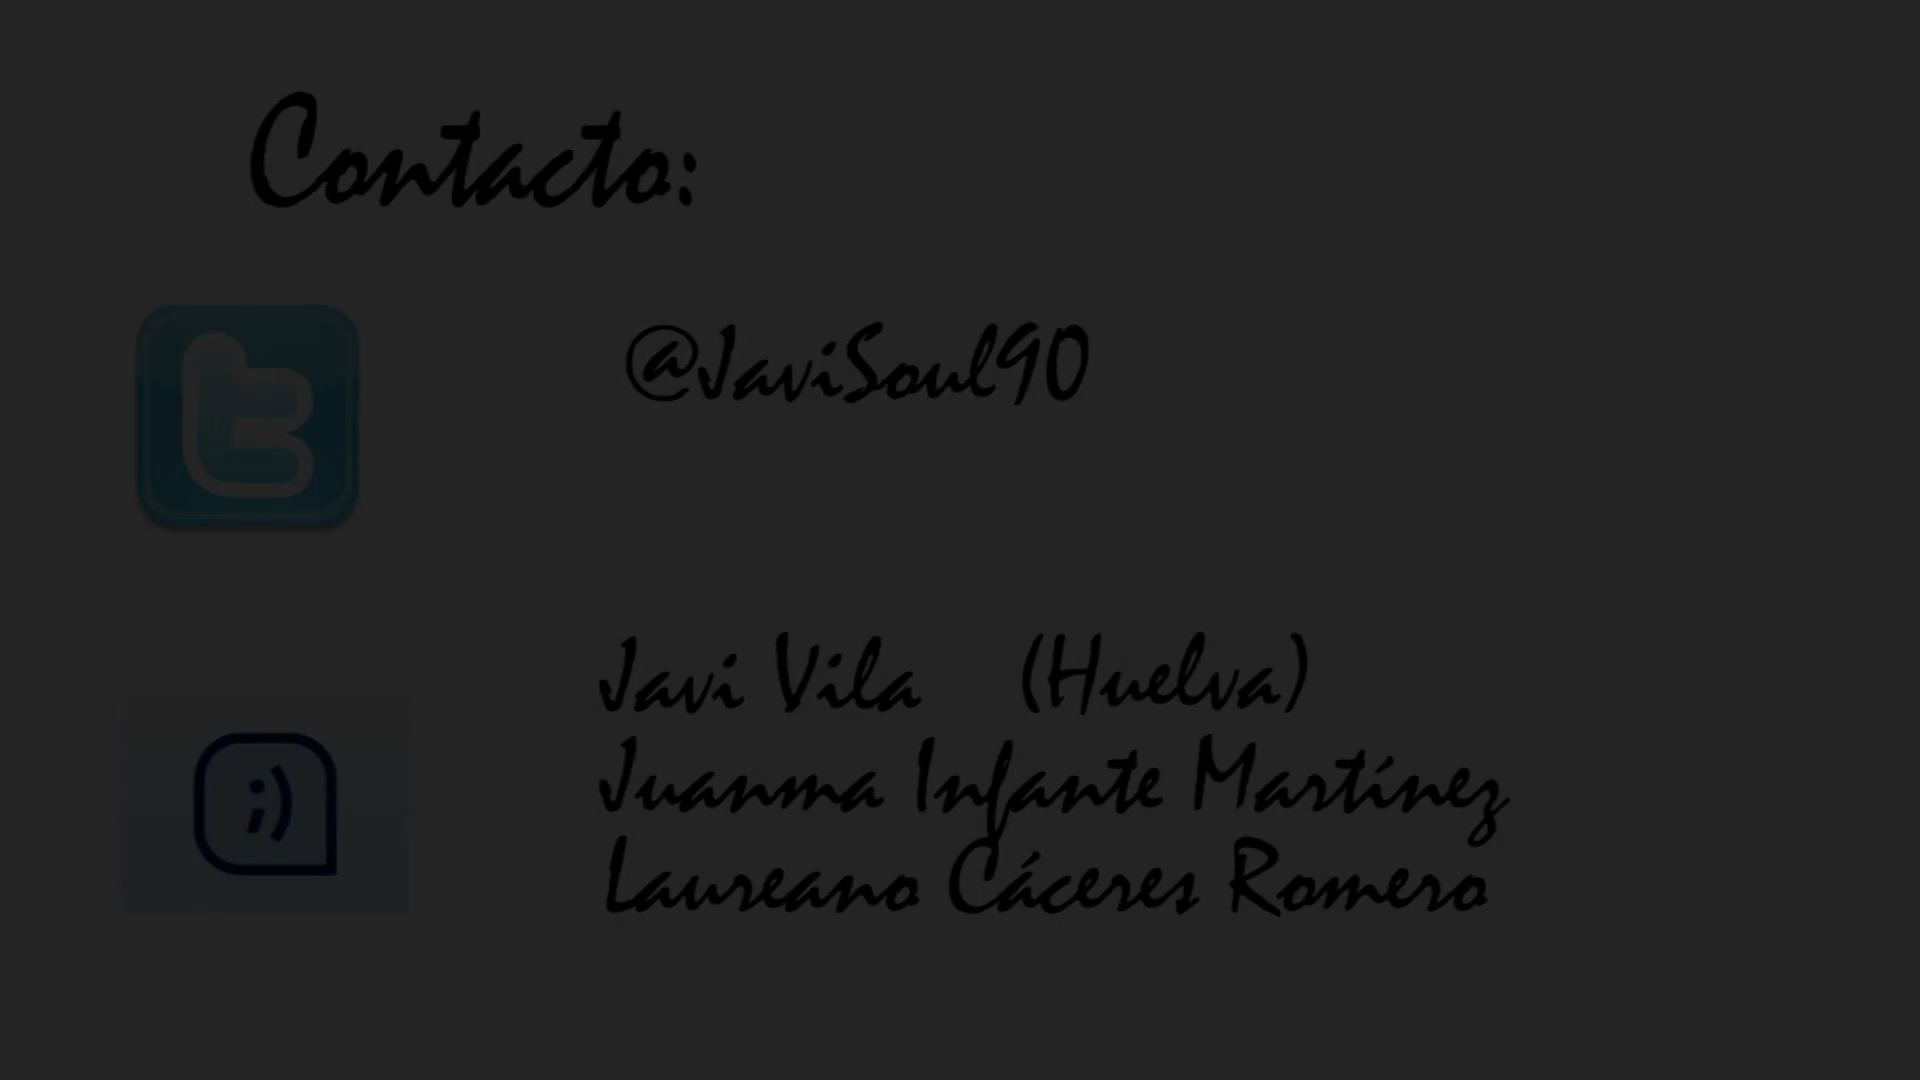 Contacto:
@JaviSoul90
Javi Vila (Huelva)
Juanma Infante Martínez
Laureano Cáceres Romero